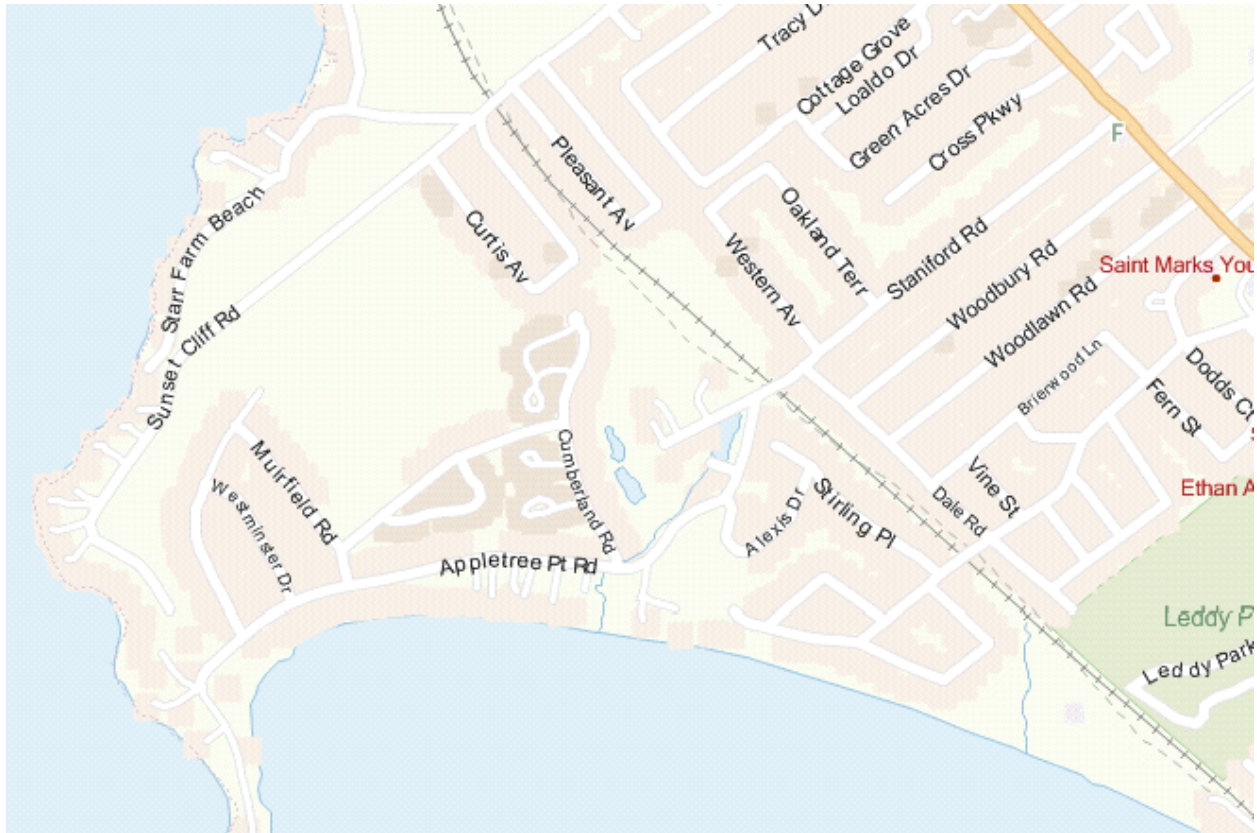 Tracy D
Cottage Grove
Loaldo Dr
Green Acres Dr
Cross Pkwy
F
Pleasant Av
Starr Farm Beach
Curtis Av
Oakland Terr
Western Av
Staniford Rd
Woodbury Rd
Saint Marks You
Woodlawn Rd
Sunset Cliff Rd
Brierwood Ln
Dodds Ct
Fern St
Muirfield Rd
Cumberland Rd
Westminster Dr
Vine St
Dale Rd
Ethan A
Stirling Pl
Alexis Dr
Appletree Pt Rd
Leddy P
Leddy Park